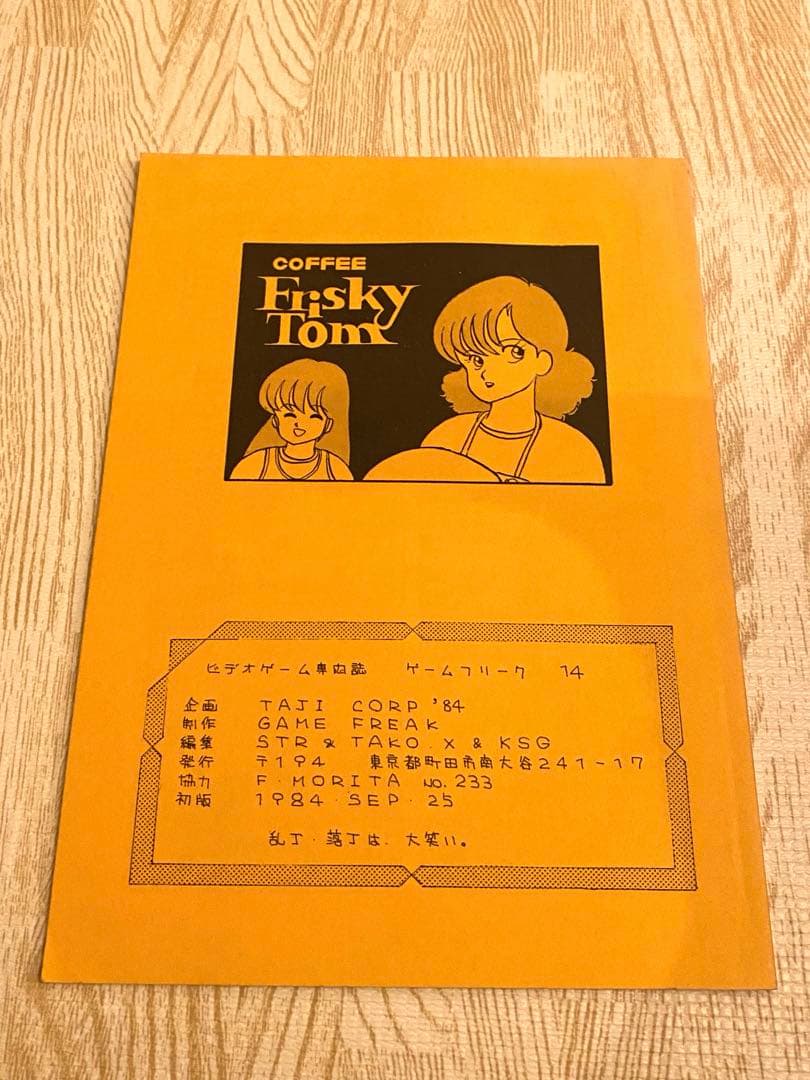 COFFEE
Frisky
Tom
ビデオゲーム専内誌 ゲームフリーク 14
企画 TAJI CORP '84
制作 GAME FREAK
編集 STR & TAKO.X & KSG
発行 〒194 東京都町田市南大谷241-17
協力 F・MORITA NO.233
初版 1984・SEP・25
乱丁・落丁は、大笑い。